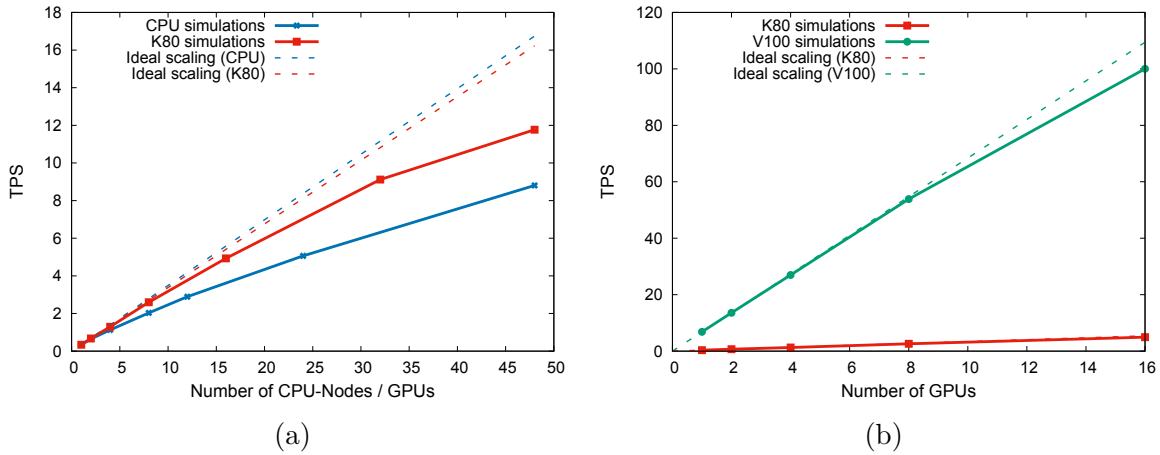 CPU simulations
K80 simulations
Ideal scaling (CPU)
Ideal scaling (K80)
18
16
14
12
10
8
6
4
2
0
TPS
0 5 10 15 20 25 30 35 40 45 50
Number of CPU-Nodes / GPUs
(a)
K80 simulations
V100 simulations
Ideal scaling (K80)
Ideal scaling (V100)
120
100
80
60
40
20
0
TPS
0 2 4 6 8 10 12 14 16
Number of GPUs
(b)